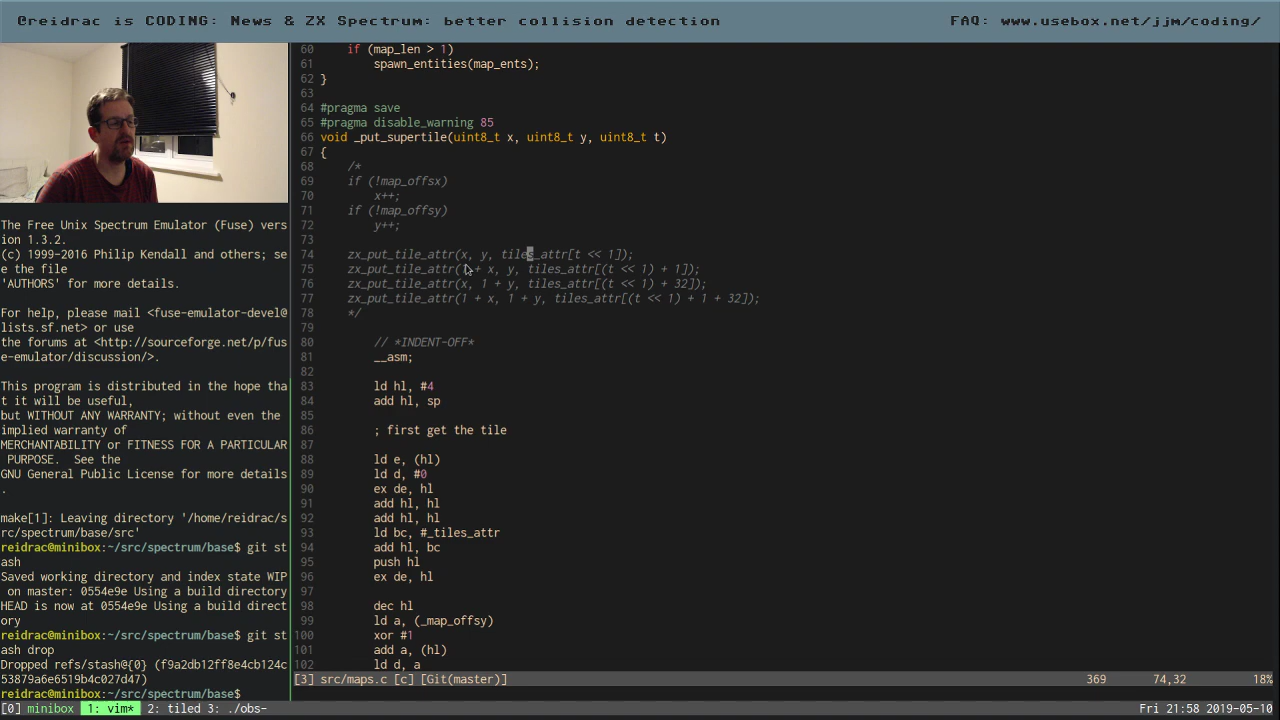 @reidrac is CODING: News & ZX Spectrum: better collision detection
FAQ: www.usebox.net/jjm/coding/
The Free Unix Spectrum Emulator (Fuse) vers
ion 1.3.2.
(c) 1999-2016 Philip Kendall and others; se
e the file
'AUTHORS' for more details.
For help, please mail <fuse-emulator-devel@
lists.sf.net> or use
the forums at <http://sourceforge.net/p/fus
e-emulator/discussion/>.
This program is distributed in the hope tha
t it will be useful,
but WITHOUT ANY WARRANTY; without even the
implied warranty of
MERCHANTABILITY or FITNESS FOR A PARTICULAR
 PURPOSE.  See the
GNU General Public License for more details
.
make[1]: Leaving directory '/home/reidrac/s
rc/spectrum/base/src'
reidrac@minibox:~/src/spectrum/base$ git st
ash
Saved working directory and index state WIP
 on master: 0554e9e Using a build directory
HEAD is now at 0554e9e Using a build direct
ory
reidrac@minibox:~/src/spectrum/base$ git st
ash drop
Dropped refs/stash@{0} (f9a2db12ff8e4cb124c
53879a6e6519b4c027d47)
reidrac@minibox:~/src/spectrum/base$
60     if (map_len > 1)
61         spawn_entities(map_ents);
62 }
63
64 #pragma save
65 #pragma disable_warning 85
66 void _put_supertile(uint8_t x, uint8_t y, uint8_t t)
67 {
68     /*
69     if (!map_offsx)
70         x++;
71     if (!map_offsy)
72         y++;
73
74     zx_put_tile_attr(x, y, tiles_attr[t << 1]);
75     zx_put_tile_attr(1 + x, y, tiles_attr[(t << 1) + 1]);
76     zx_put_tile_attr(x, 1 + y, tiles_attr[(t << 1) + 32]);
77     zx_put_tile_attr(1 + x, 1 + y, tiles_attr[(t << 1) + 1 + 32]);
78     */
79
80         // *INDENT-OFF*
81         __asm;
82
83         ld hl, #4
84         add hl, sp
85
86         ; first get the tile
87
88         ld e, (hl)
89         ld d, #0
90         ex de, hl
91         add hl, hl
92         add hl, hl
93         ld bc, #_tiles_attr
94         add hl, bc
95         push hl
96         ex de, hl
97
98         dec hl
99         ld a, (_map_offsy)
100         xor #1
101         add a, (hl)
102         ld d, a
[3] src/maps.c [c] [Git(master)] 369 74,32 18%
[0] minibox 1: vim* 2: tiled 3: ./obs- Fri 21:58 2019-05-10